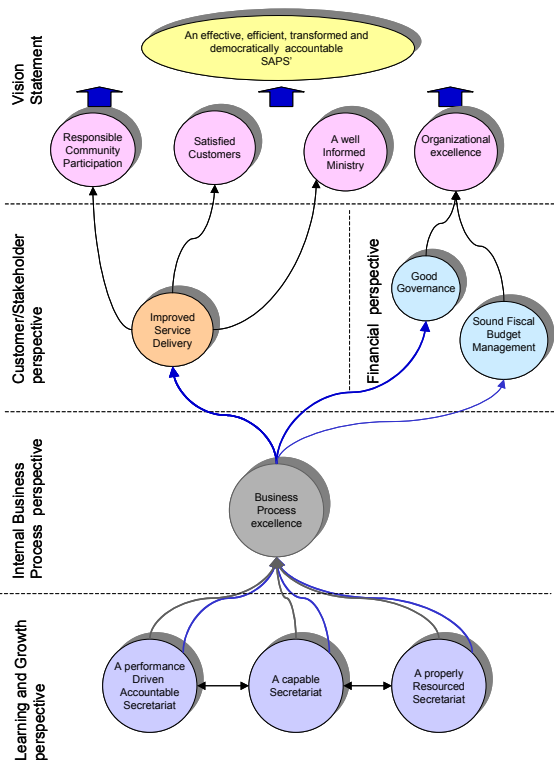 Vision
Statement
An effective, efficient, transformed and
democratically accountable
SAPS'
Responsible
Community
Participation
Satisfied
Customers
A well
Informed
Ministry
Organizational
excellence
Customer/Stakeholder
perspective
Improved
Service
Delivery
Financial perspective
Good
Governance
Sound Fiscal
Budget
Management
Internal Business
Process perspective
Business
Process
excellence
Learning and Growth
perspective
A performance
Driven
Accountable
Secretariat
A capable
Secretariat
A properly
Resourced
Secretariat